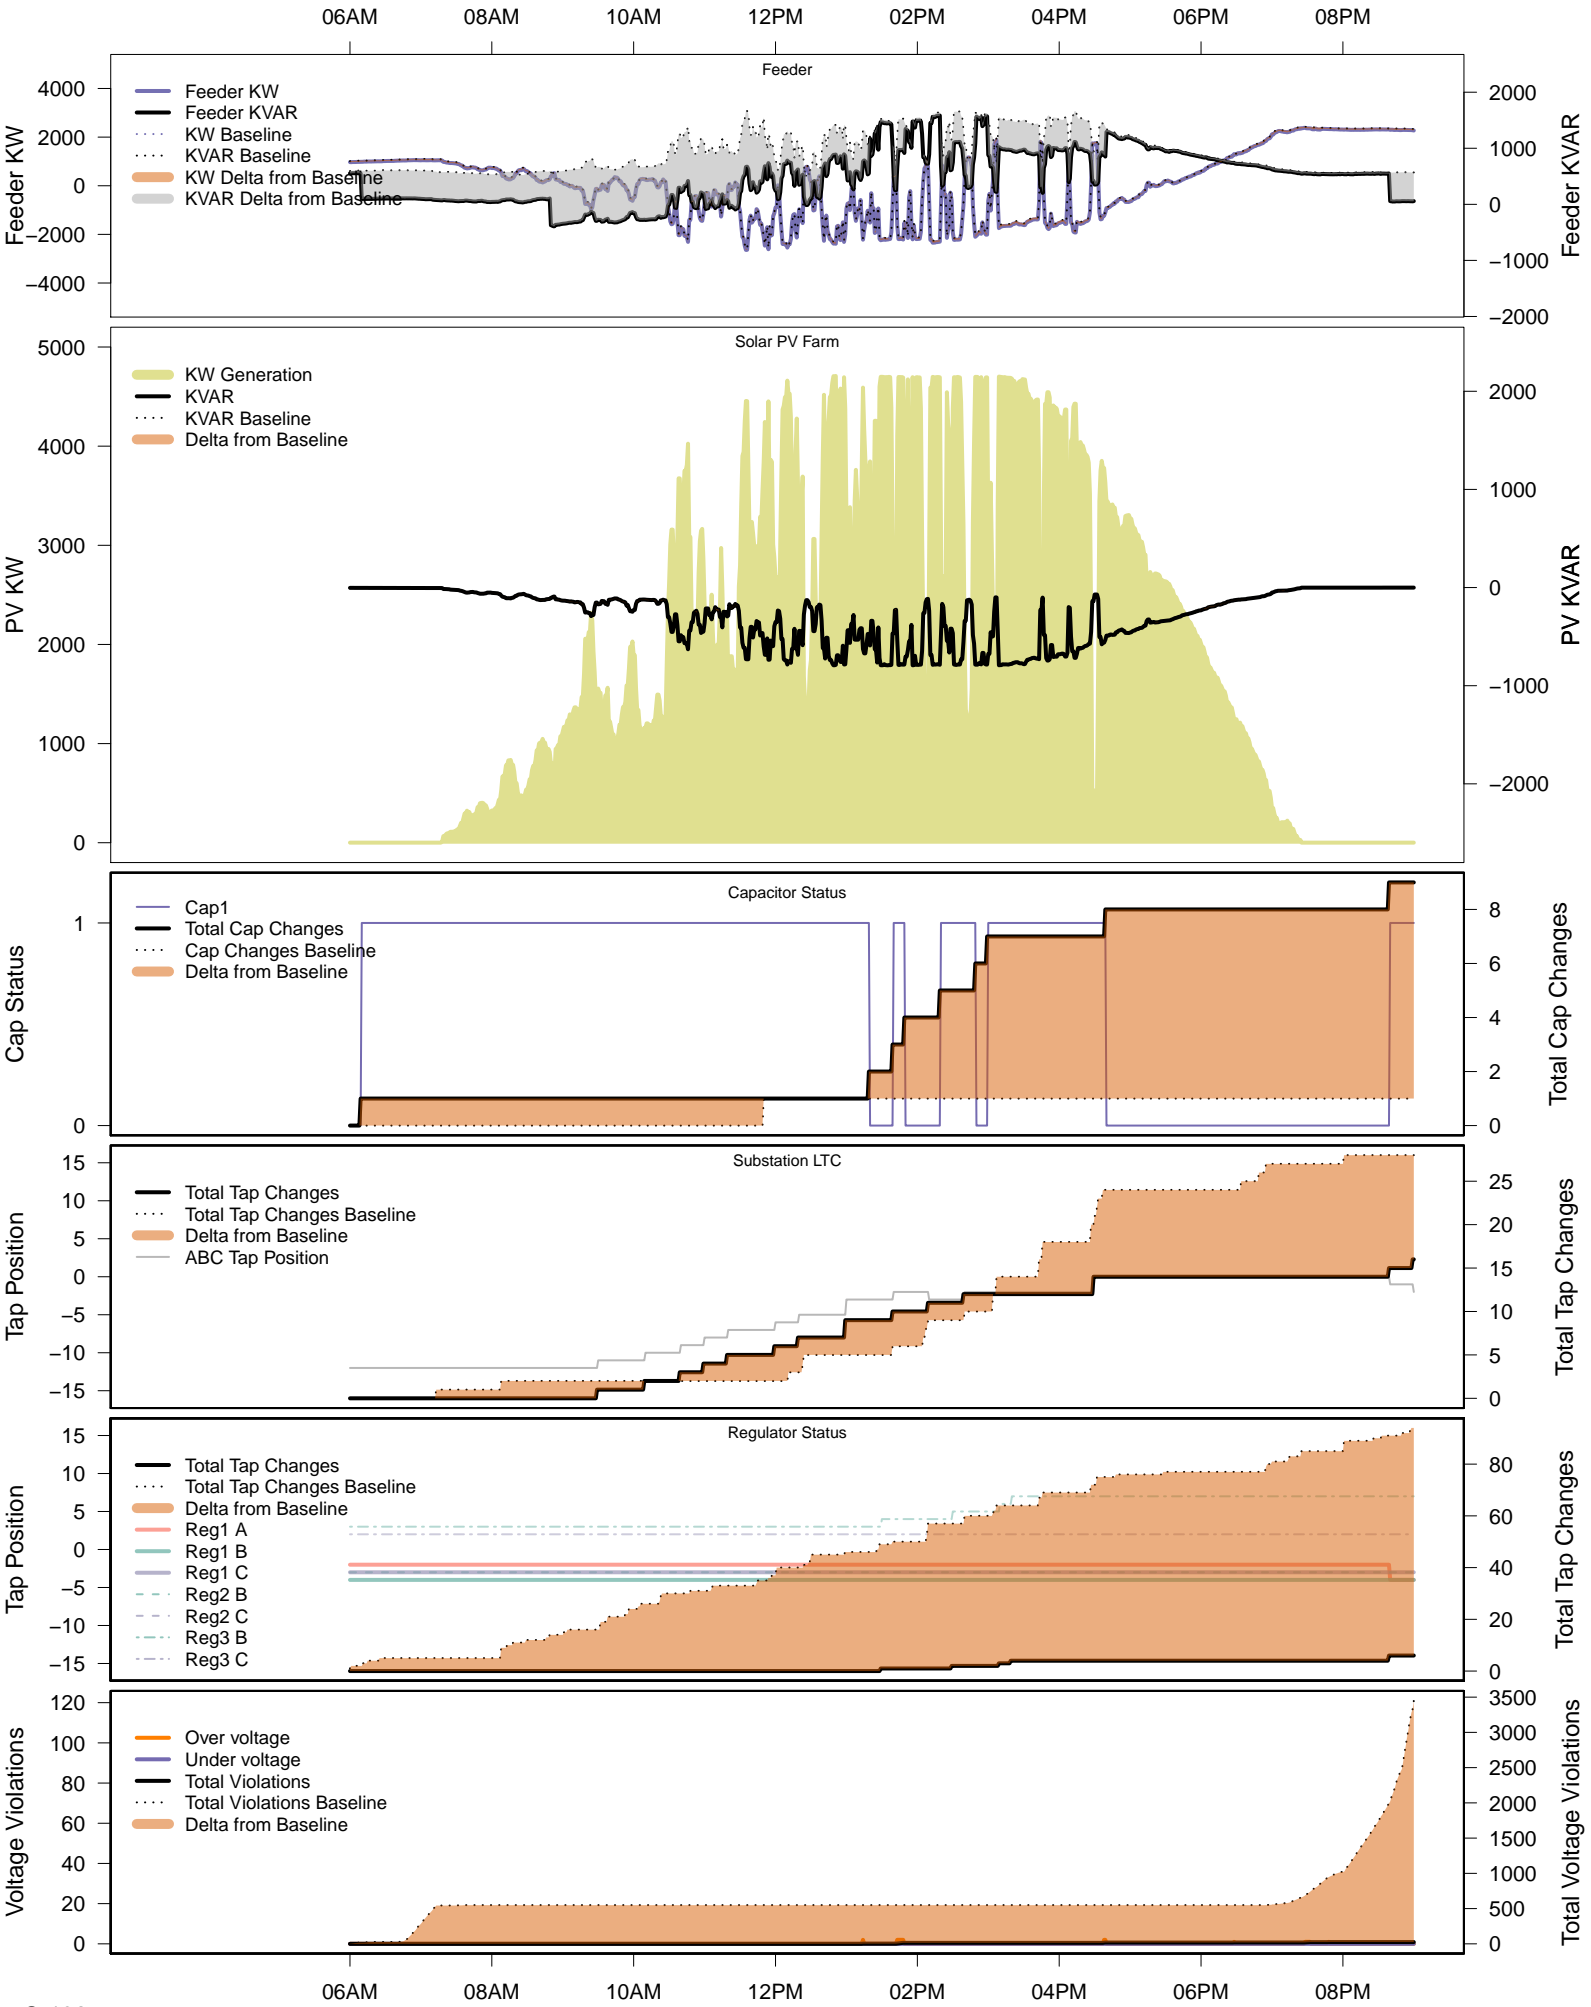 06AM 08AM 10AM 12PM 02PM 04PM 06PM 08PM
Feeder
Feeder KW
Feeder KVAR
KW Baseline
KVAR Baseline
KW Delta from Baseline
KVAR Delta from Baseline
4000
2000
0
−2000
−4000
Feeder KW
2000
1000
0
−1000
−2000
Feeder KVAR
Solar PV Farm
KW Generation
KVAR
KVAR Baseline
Delta from Baseline
5000
4000
3000
2000
1000
0
PV KW
2000
1000
0
−1000
−2000
PV KVAR
Capacitor Status
Cap1
Total Cap Changes
Cap Changes Baseline
Delta from Baseline
1
0
Cap Status
8
6
4
2
0
Total Cap Changes
Substation LTC
Total Tap Changes
Total Tap Changes Baseline
Delta from Baseline
ABC Tap Position
15
10
5
0
−5
−10
−15
Tap Position
25
20
15
10
5
0
Total Tap Changes
Regulator Status
Total Tap Changes
Total Tap Changes Baseline
Delta from Baseline
Reg1 A
Reg1 B
Reg1 C
Reg2 B
Reg2 C
Reg3 B
Reg3 C
15
10
5
0
−5
−10
−15
Tap Position
80
60
40
20
0
Total Tap Changes
Over voltage
Under voltage
Total Violations
Total Violations Baseline
Delta from Baseline
120
100
80
60
40
20
0
Voltage Violations
3500
3000
2500
2000
1500
1000
500
0
Total Voltage Violations
06AM 08AM 10AM 12PM 02PM 04PM 06PM 08PM